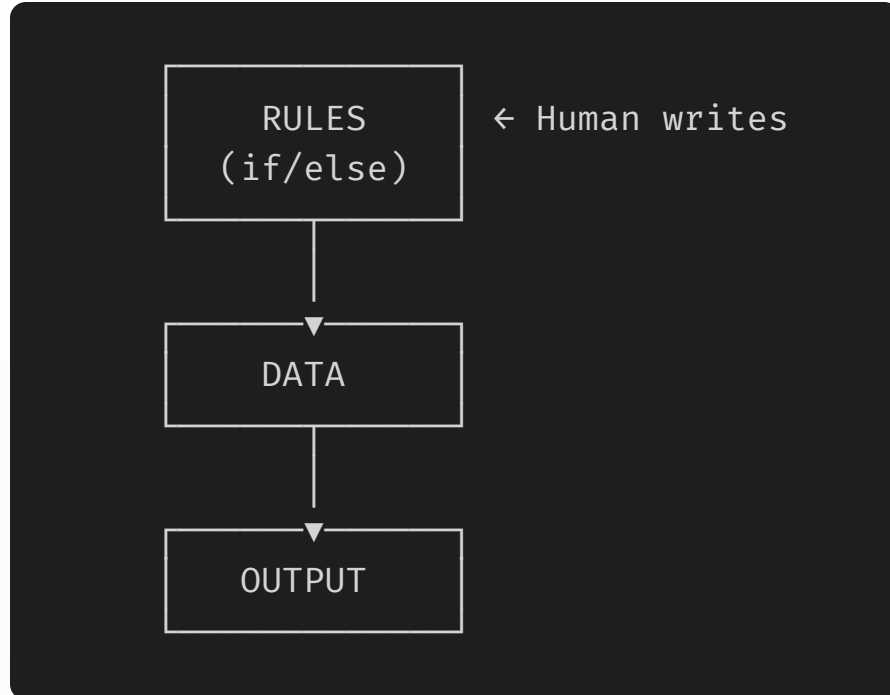 RULES ← Human writes
(if/else)
DATA
OUTPUT